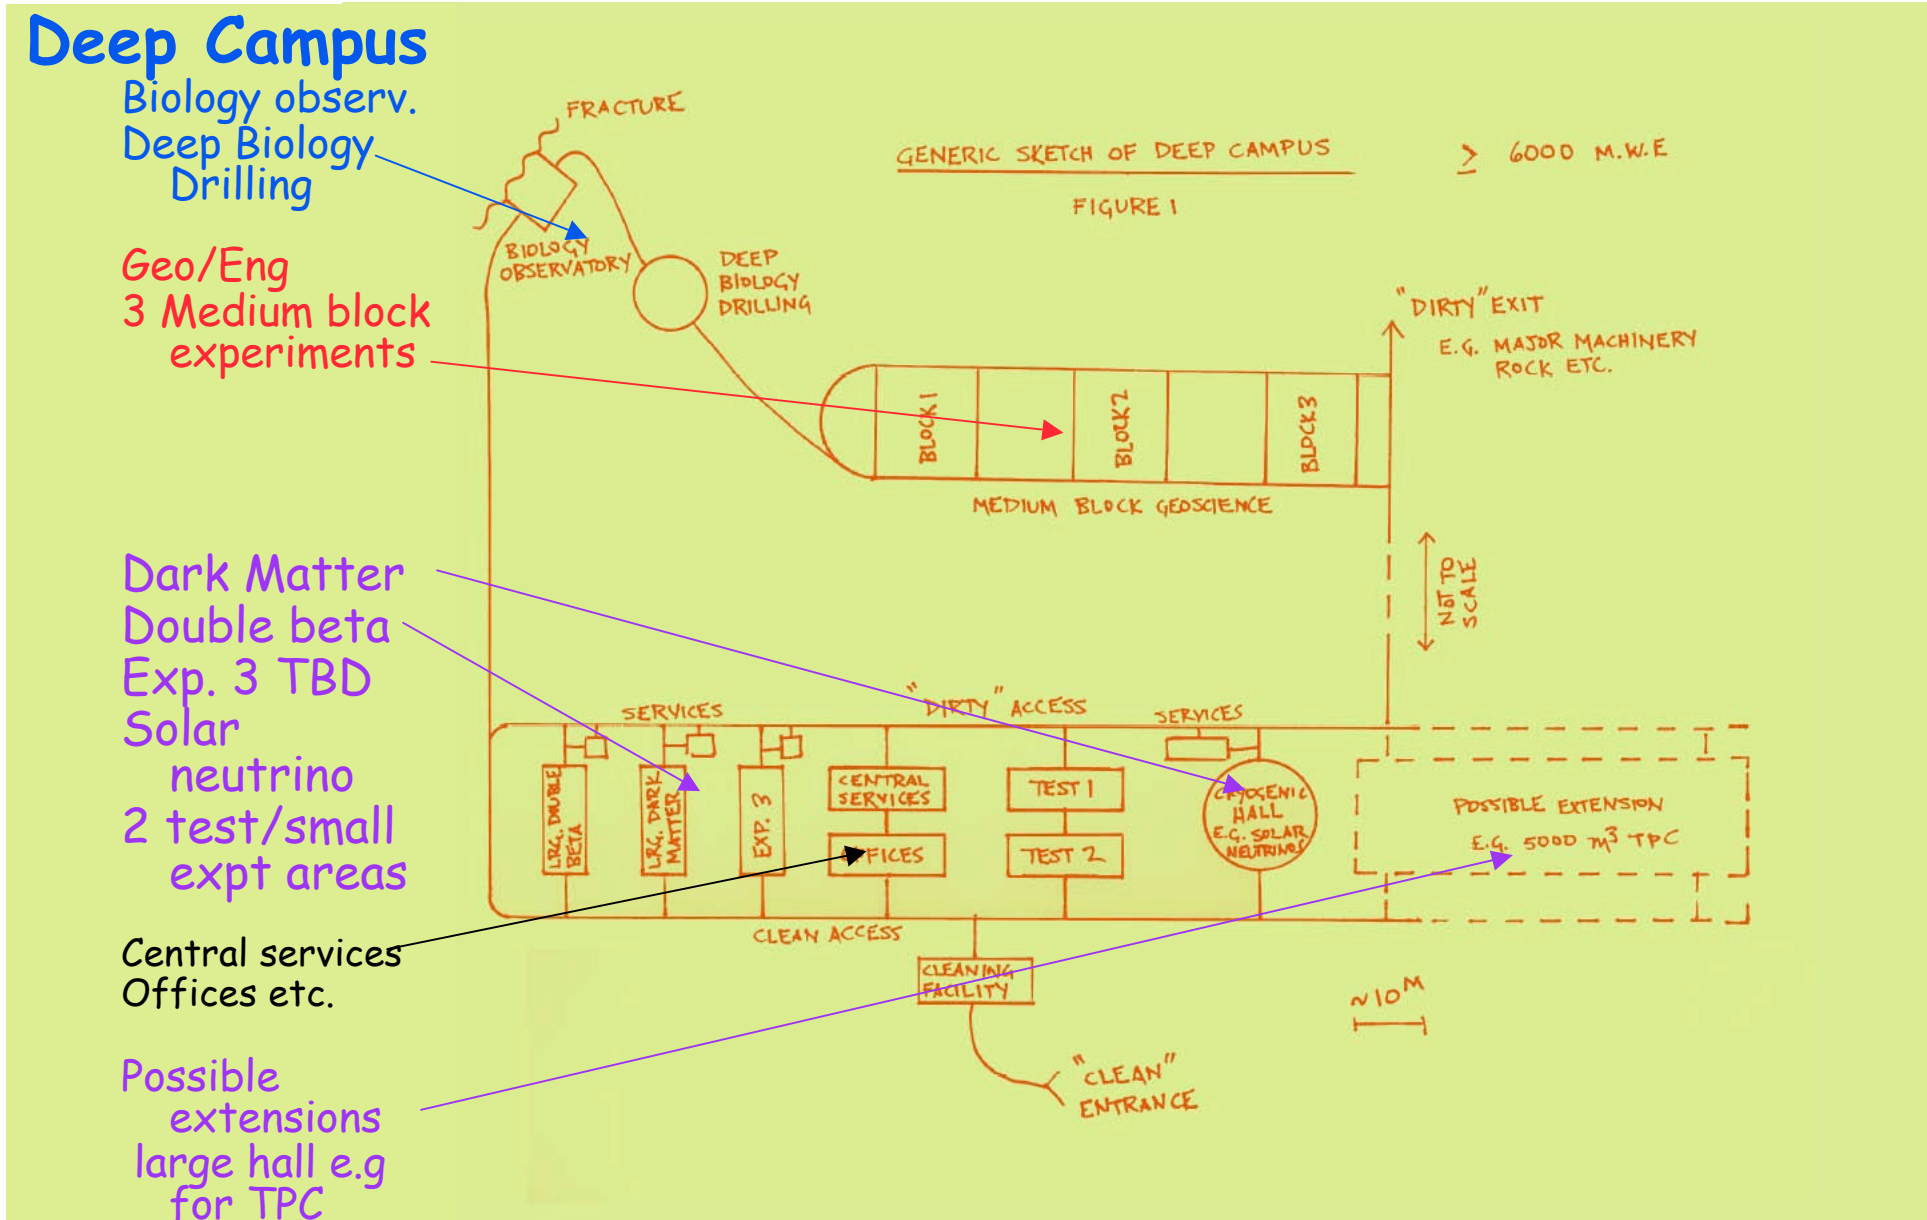 Deep Campus
Biology observ.
Deep Biology
Drilling
Geo/Eng
3 Medium block
experiments
Dark Matter
Double beta
Exp. 3 TBD
Solar
neutrino
2 test/small
expt areas
Central services
Offices etc.
Possible
extensions
large hall e.g
for TPC
FRACTURE
GENERIC SKETCH OF DEEP CAMPUS
≥ 6000 M.W.E
FIGURE 1
BIOLOGY
OBSERVATORY
DEEP
BIOLOGY
DRILLING
"DIRTY" EXIT
E.G. MAJOR MACHINERY
ROCK ETC.
BLOCK 1
BLOCK 2
BLOCK 3
MEDIUM BLOCK GEOSCIENCE
NOT TO
SCALE
SERVICES
"DIRTY" ACCESS
SERVICES
LRG. DOUBLE
BETA
LRG. DARK
MATTER
EXP. 3
CENTRAL
SERVICES
OFFICES
TEST 1
TEST 2
CRYOGENIC
HALL
E.G. SOLAR
NEUTRINOS
POSSIBLE EXTENSION
E.G. 5000 M³ TPC
CLEAN ACCESS
CLEANING
FACILITY
~10M
"CLEAN"
ENTRANCE